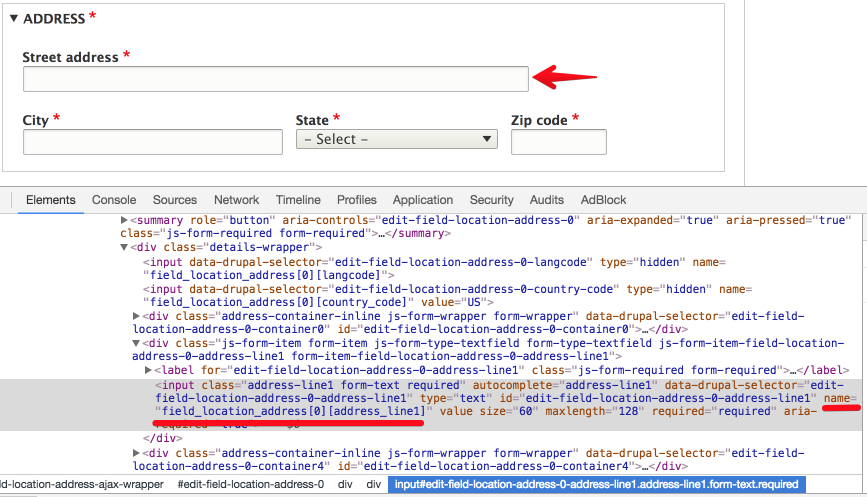 ▼ ADDRESS *
Street address *
City * State * Zip code *
– Select –
Elements Console Sources Network Timeline Profiles Application Security Audits AdBlock
▶<summary role="button" aria-controls="edit-field-location-address-0" aria-expanded="true" aria-pressed="true"
class="js-form-required form-required">…</summary>
▼<div class="details-wrapper">
<input data-drupal-selector="edit-field-location-address-0-langcode" type="hidden" name=
"field_location_address[0][langcode]">
<input data-drupal-selector="edit-field-location-address-0-country-code" type="hidden" name=
"field_location_address[0][country_code]" value="US">
▶<div class="address-container-inline js-form-wrapper form-wrapper" data-drupal-selector="edit-field-
location-address-0-container0" id="edit-field-location-address-0-container0">…</div>
▼<div class="js-form-item form-item js-form-type-textfield form-type-textfield js-form-item-field-location-
address-0-address-line1 form-item-field-location-address-0-address-line1">
▶<label for="edit-field-location-address-0-address-line1" class="js-form-required form-required">…</label>
<input class="address-line1 form-text required" autocomplete="address-line1" data-drupal-selector="edit-
field-location-address-0-address-line1" type="text" id="edit-field-location-address-0-address-line1" name=
"field_location_address[0][address_line1]" value size="60" maxlength="128" required="required" aria-
</div>
▶<div class="address-container-inline js-form-wrapper form-wrapper" data-drupal-selector="edit-field-
location-address-0-container4" id="edit-field-location-address-0-container4">…</div>
ld-location-address-ajax-wrapper #edit-field-location-address-0 div div input#edit-field-location-address-0-address-line1.address-line1.form-text.required